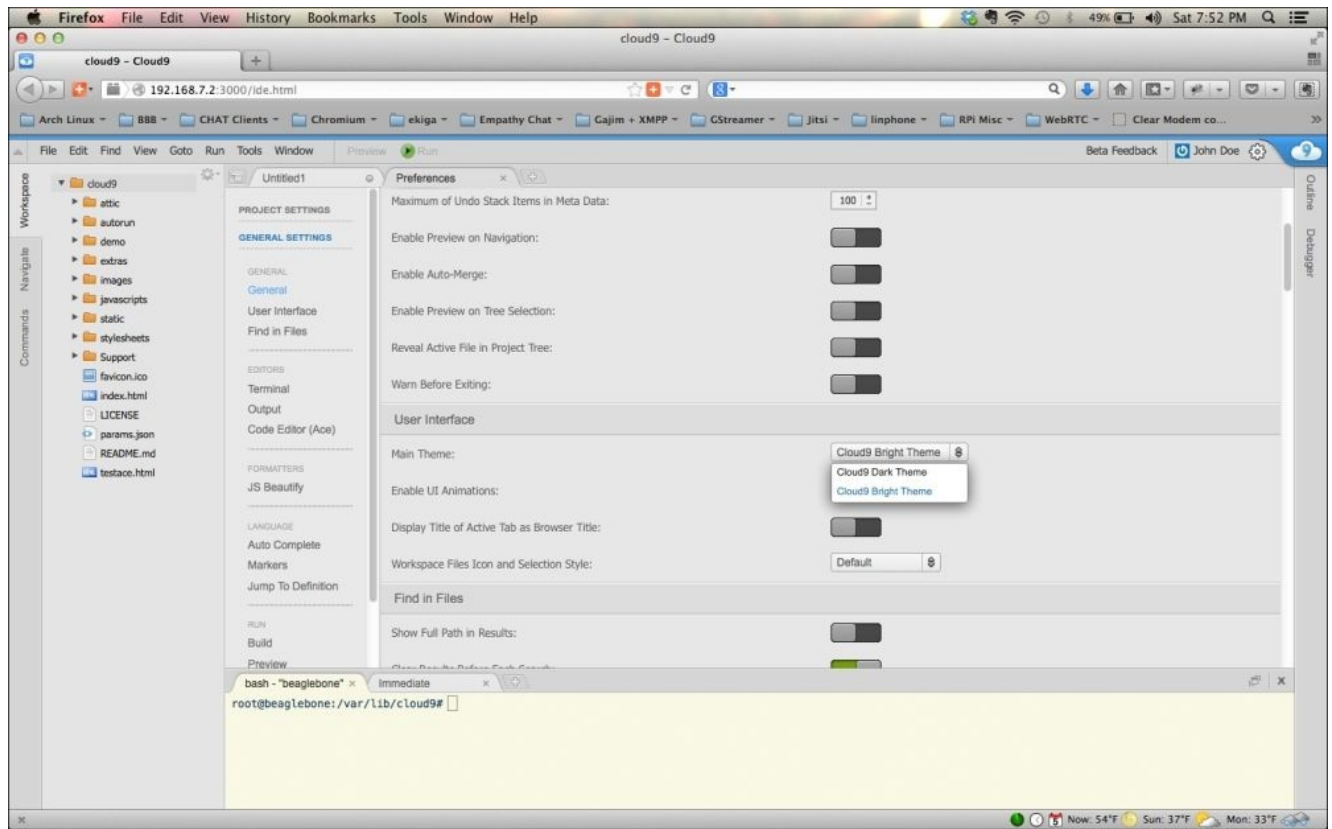 Firefox File Edit View History Bookmarks Tools Window Help
49% Sat 7:52 PM
cloud9 – Cloud9
cloud9 – Cloud9
192.168.7.2:3000/ide.html
Arch Linux BBB CHAT Clients Chromium ekiga Empathy Chat Gajim + XMPP GStreamer Jitsi linphone RPi Misc WebRTC Clear Modem co...
File Edit Find View Goto Run Tools Window Preview Run
Beta Feedback John Doe
Workspace
Navigate
Commands
cloud9
attic
autorun
demo
extras
images
javascripts
static
stylesheets
Support
favicon.ico
index.html
LICENSE
params.json
README.md
testace.html
Untitled1
Preferences
PROJECT SETTINGS
GENERAL SETTINGS
GENERAL
General
User Interface
Find in Files
EDITORS
Terminal
Output
Code Editor (Ace)
FORMATTERS
JS Beautify
LANGUAGE
Auto Complete
Markers
Jump To Definition
RUN
Build
Preview
Maximum of Undo Stack Items in Meta Data: 100
Enable Preview on Navigation:
Enable Auto-Merge:
Enable Preview on Tree Selection:
Reveal Active File in Project Tree:
Warn Before Exiting:
User Interface
Main Theme: Cloud9 Bright Theme
Cloud9 Dark Theme
Cloud9 Bright Theme
Enable UI Animations:
Display Title of Active Tab as Browser Title:
Workspace Files Icon and Selection Style: Default
Find in Files
Show Full Path in Results:
Outline
Debugger
bash - "beaglebone"
Immediate
root@beaglebone:/var/lib/cloud9#
5 Now: 54°F Sun: 37°F Mon: 33°F